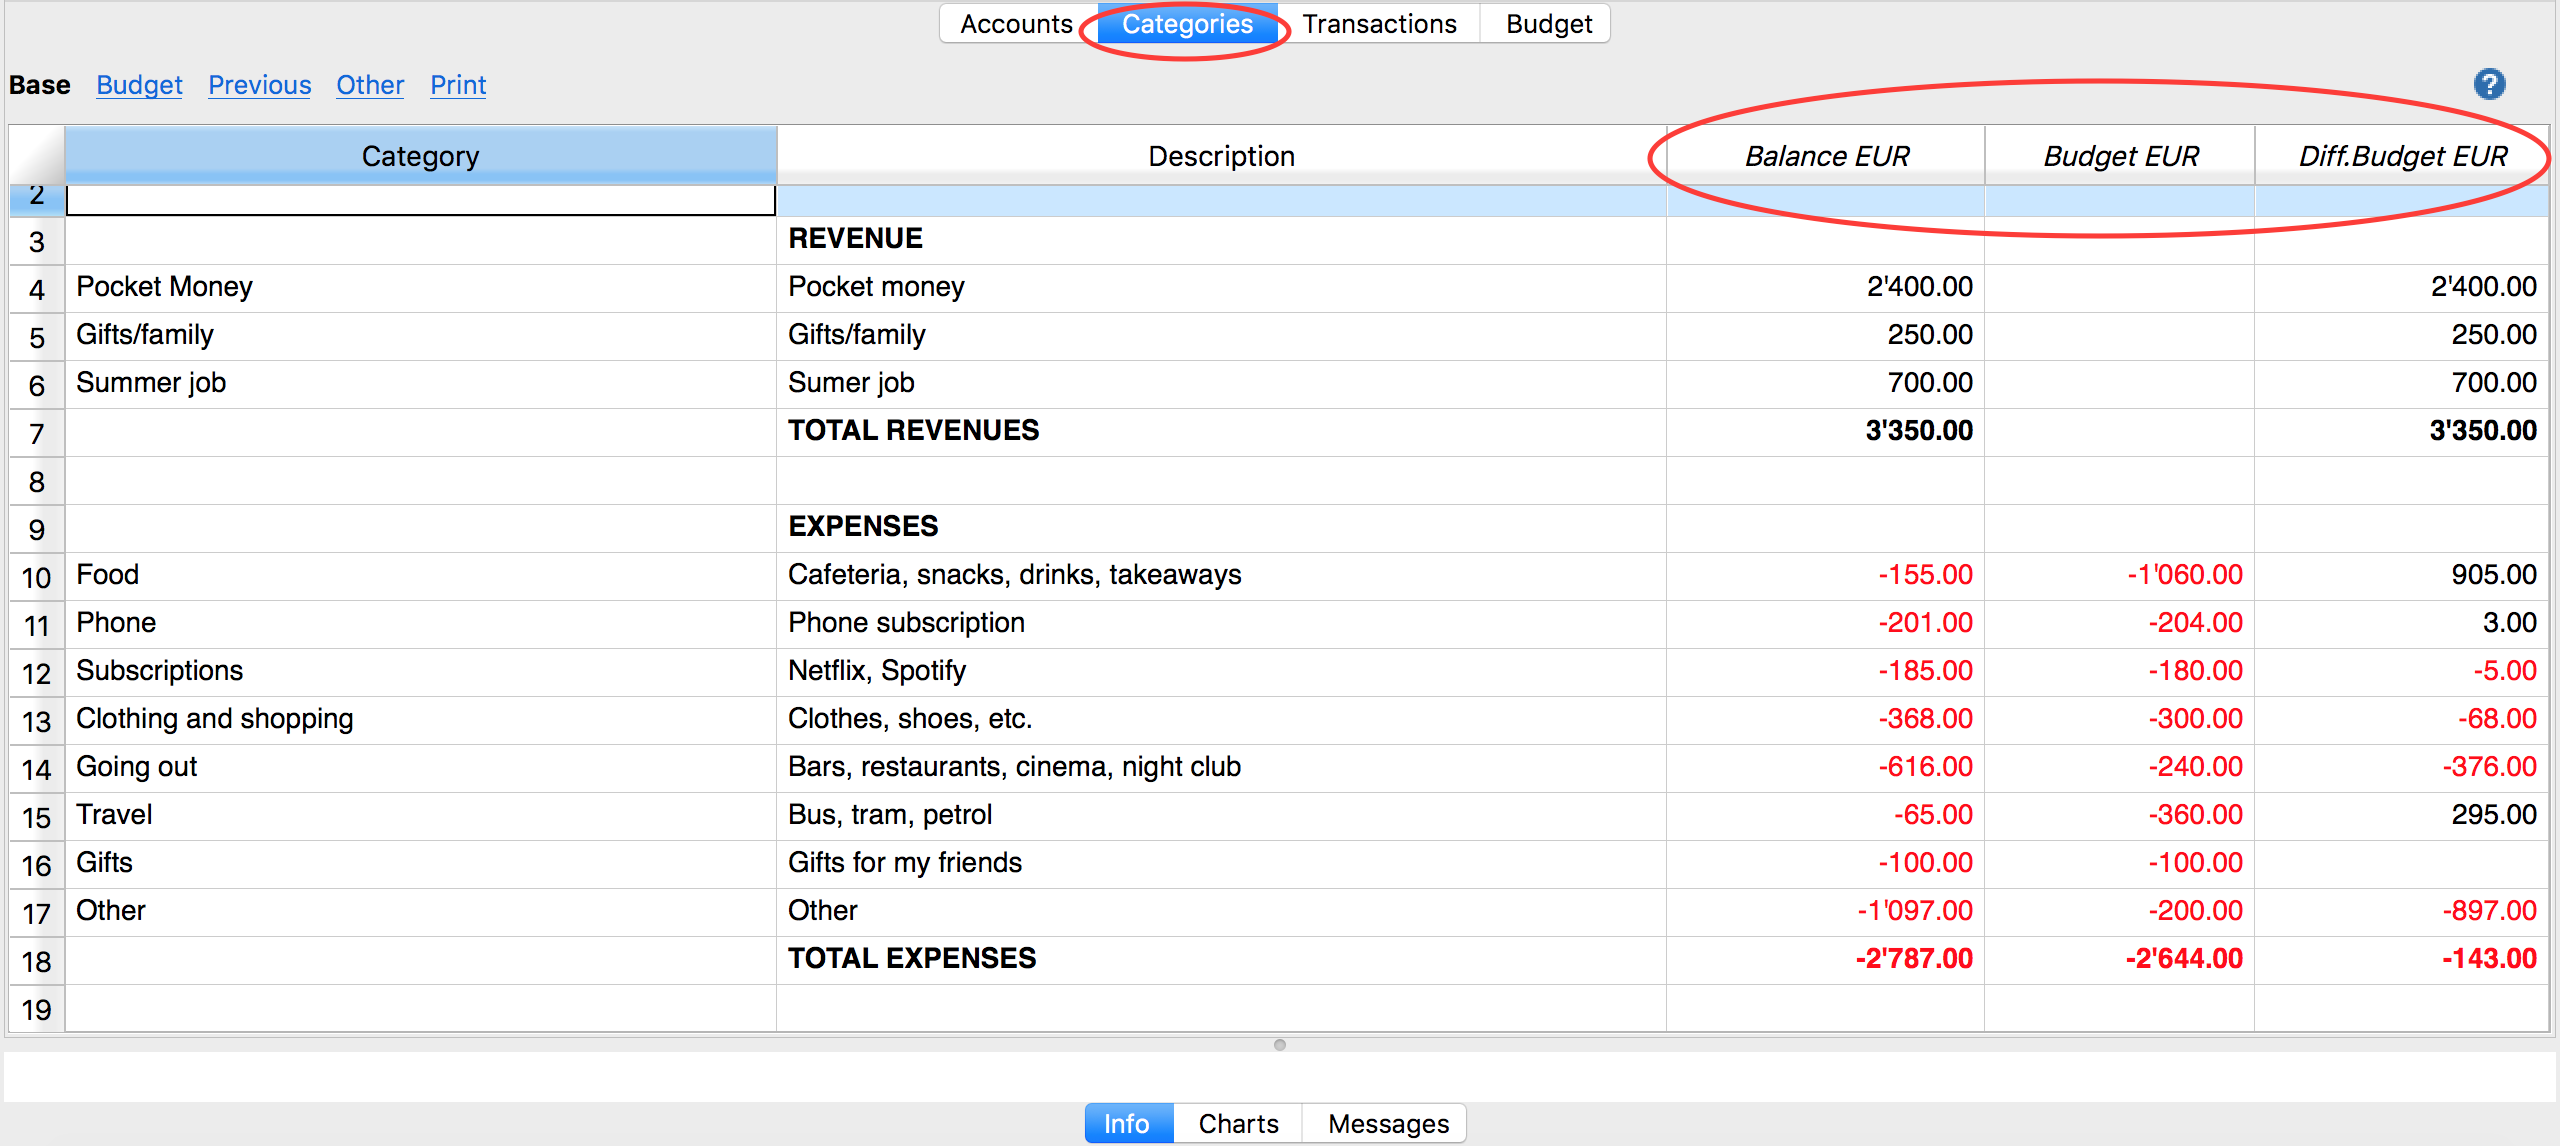 Accounts Categories Transactions Budget
Base Budget Previous Other Print ?
Category Description Balance EUR Budget EUR Diff.Budget EUR
2
3 REVENUE
4 Pocket Money Pocket money 2'400.00 2'400.00
5 Gifts/family Gifts/family 250.00 250.00
6 Summer job Sumer job 700.00 700.00
7 TOTAL REVENUES 3'350.00 3'350.00
8
9 EXPENSES
10 Food Cafeteria, snacks, drinks, takeaways -155.00 -1'060.00 905.00
11 Phone Phone subscription -201.00 -204.00 3.00
12 Subscriptions Netflix, Spotify -185.00 -180.00 -5.00
13 Clothing and shopping Clothes, shoes, etc. -368.00 -300.00 -68.00
14 Going out Bars, restaurants, cinema, night club -616.00 -240.00 -376.00
15 Travel Bus, tram, petrol -65.00 -360.00 295.00
16 Gifts Gifts for my friends -100.00 -100.00
17 Other Other -1'097.00 -200.00 -897.00
18 TOTAL EXPENSES -2'787.00 -2'644.00 -143.00
19
Info Charts Messages